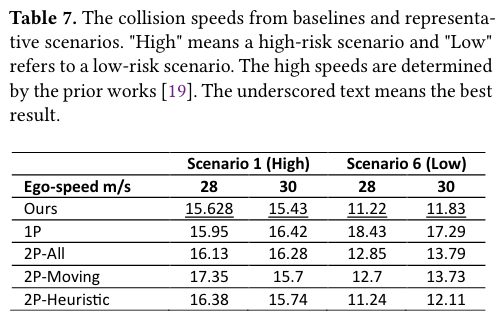 Table 7. The collision speeds from baselines and representa-
tive scenarios. "High" means a high-risk scenario and "Low"
refers to a low-risk scenario. The high speeds are determined
by the prior works [19]. The underscored text means the best
result.
Scenario 1 (High) Scenario 6 (Low)
Ego-speed m/s 28 30 28 30
Ours 15.628 15.43 11.22 11.83
1P 15.95 16.42 18.43 17.29
2P-All 16.13 16.28 12.85 13.79
2P-Moving 17.35 15.7 12.7 13.73
2P-Heuristic 16.38 15.74 11.24 12.11